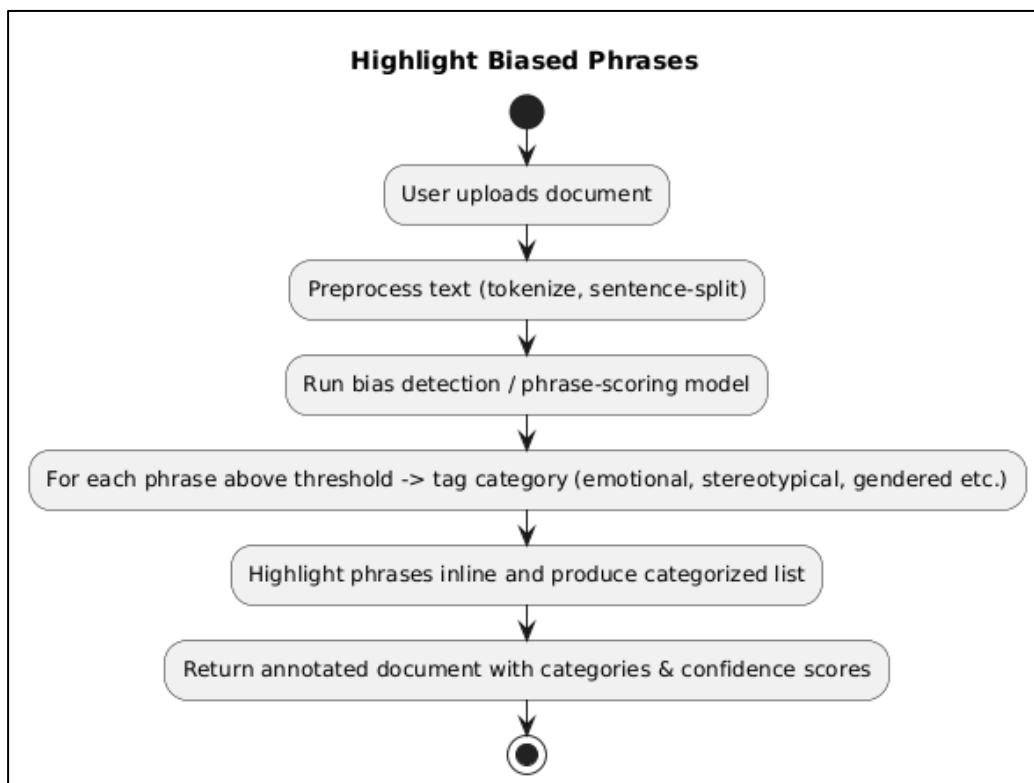 Highlight Biased Phrases
User uploads document
Preprocess text (tokenize, sentence-split)
Run bias detection / phrase-scoring model
For each phrase above threshold -> tag category (emotional, stereotypical, gendered etc.)
Highlight phrases inline and produce categorized list
Return annotated document with categories & confidence scores